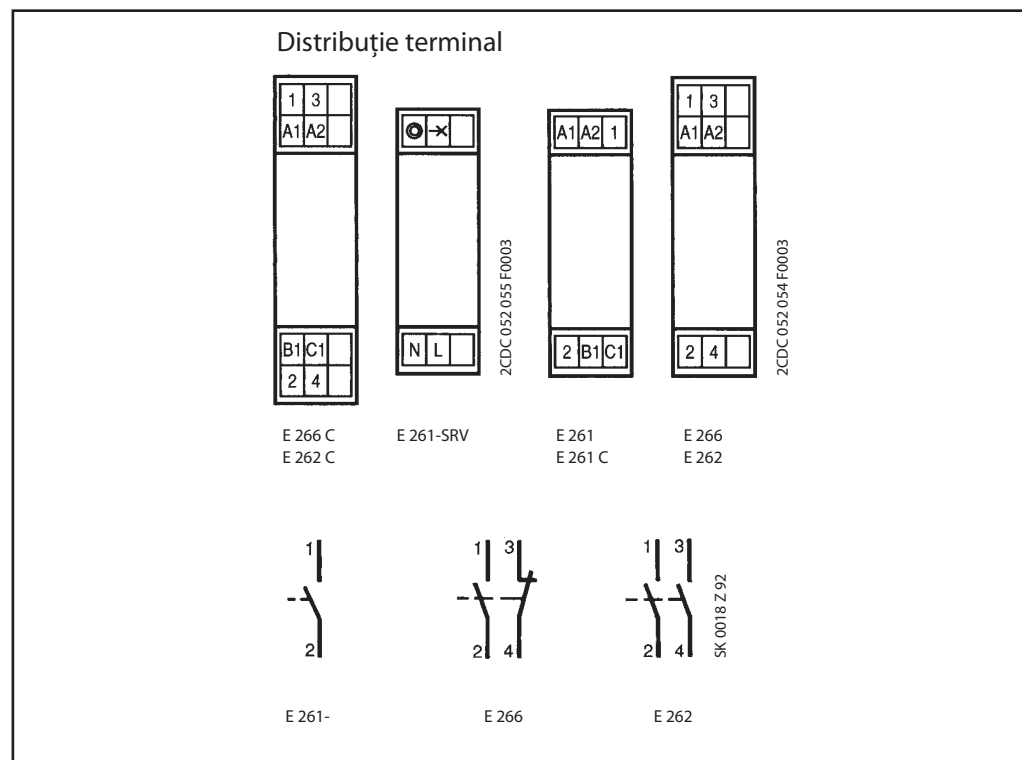 Distribuție terminal
1 3
A1 A2
B1 C1
2 4
E 266 C
E 262 C
N L
2CDC 052 055 F0003
E 261-SRV
A1 A2 1
2 B1 C1
E 261
E 261 C
1 3
A1 A2
2 4
2CDC 052 054 F0003
E 266
E 262
1
2
E 261-
1 3
2 4
E 266
1 3
2 4
SK 0018 Z 92
E 262